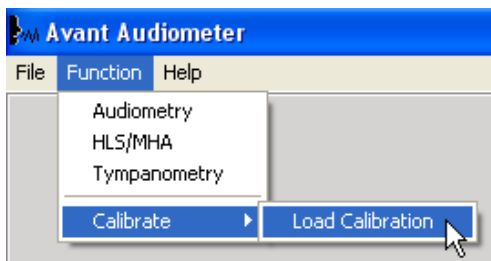 Avant Audiometer
File Function Help
Audiometry
HLS/MHA
Tympanometry
Calibrate Load Calibration